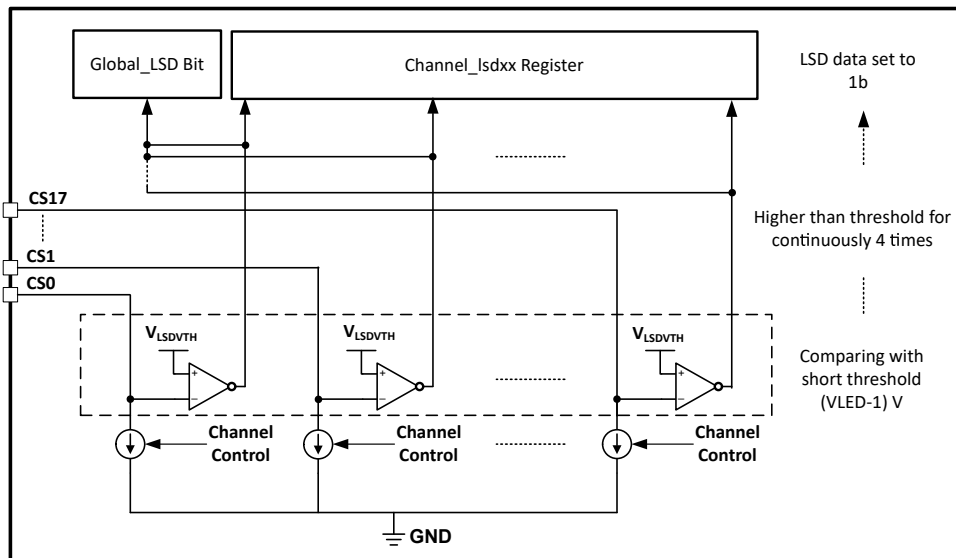 Global_LSD Bit
Channel_lsdxx Register
LSD data set to
1b
CS17
Higher than threshold for
continuously 4 times
CS1
CS0
VLSDVTH
VLSDVTH
VLSDVTH
+
-
+
-
+
-
Comparing with
short threshold
(VLED-1) V
Channel
Control
Channel
Control
Channel
Control
GND